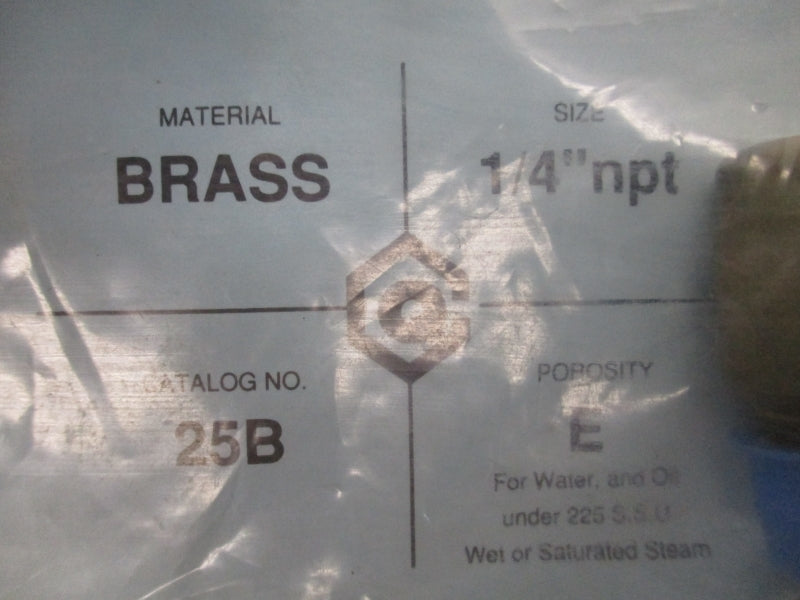 MATERIAL
BRASS
SIZE
1/4"npt
CATALOG NO.
25B
POROSITY
E
For Water, and Oil
under 225 S.S.U
Wet or Saturated Steam